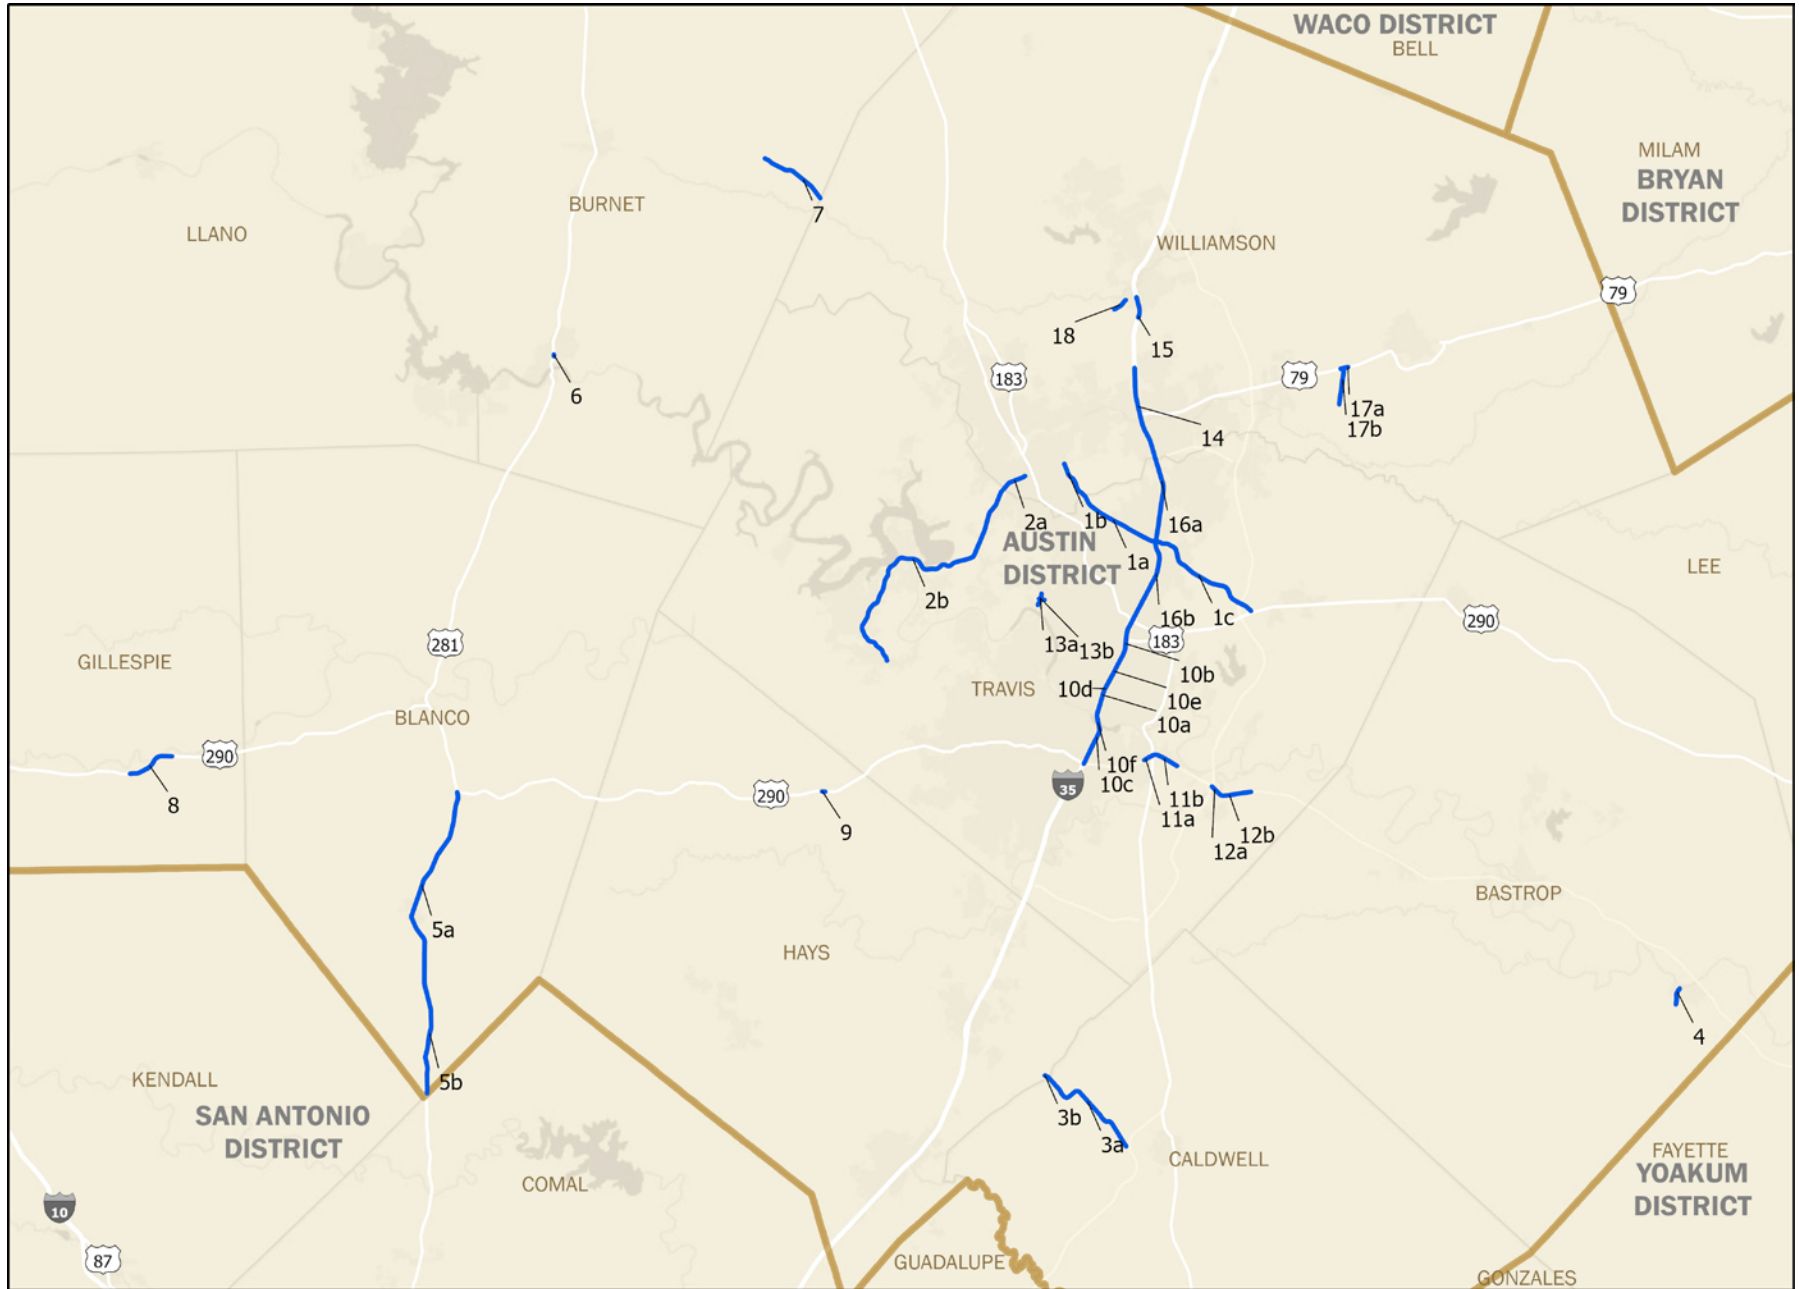 WACO DISTRICT
BELL
MILAM
BRYAN
DISTRICT
BURNET
7
LLANO
WILLIAMSON
79
18
15
183
79
6
17a
17b
14
2a
1b
16a
AUSTIN
DISTRICT
1a
LEE
2b
16b
1c
290
281
13a
13b
183
GILLESPIE
10b
TRAVIS
10d
10e
10a
BLANCO
290
10f
10c
35
8
290
9
11b
11a
12b
12a
BASTROP
5a
HAYS
4
KENDALL
5b
SAN ANTONIO
DISTRICT
3b
3a
CALDWELL
FAYETTE
YOAKUM
DISTRICT
COMAL
10
87
GUADALUPE
GONZALES